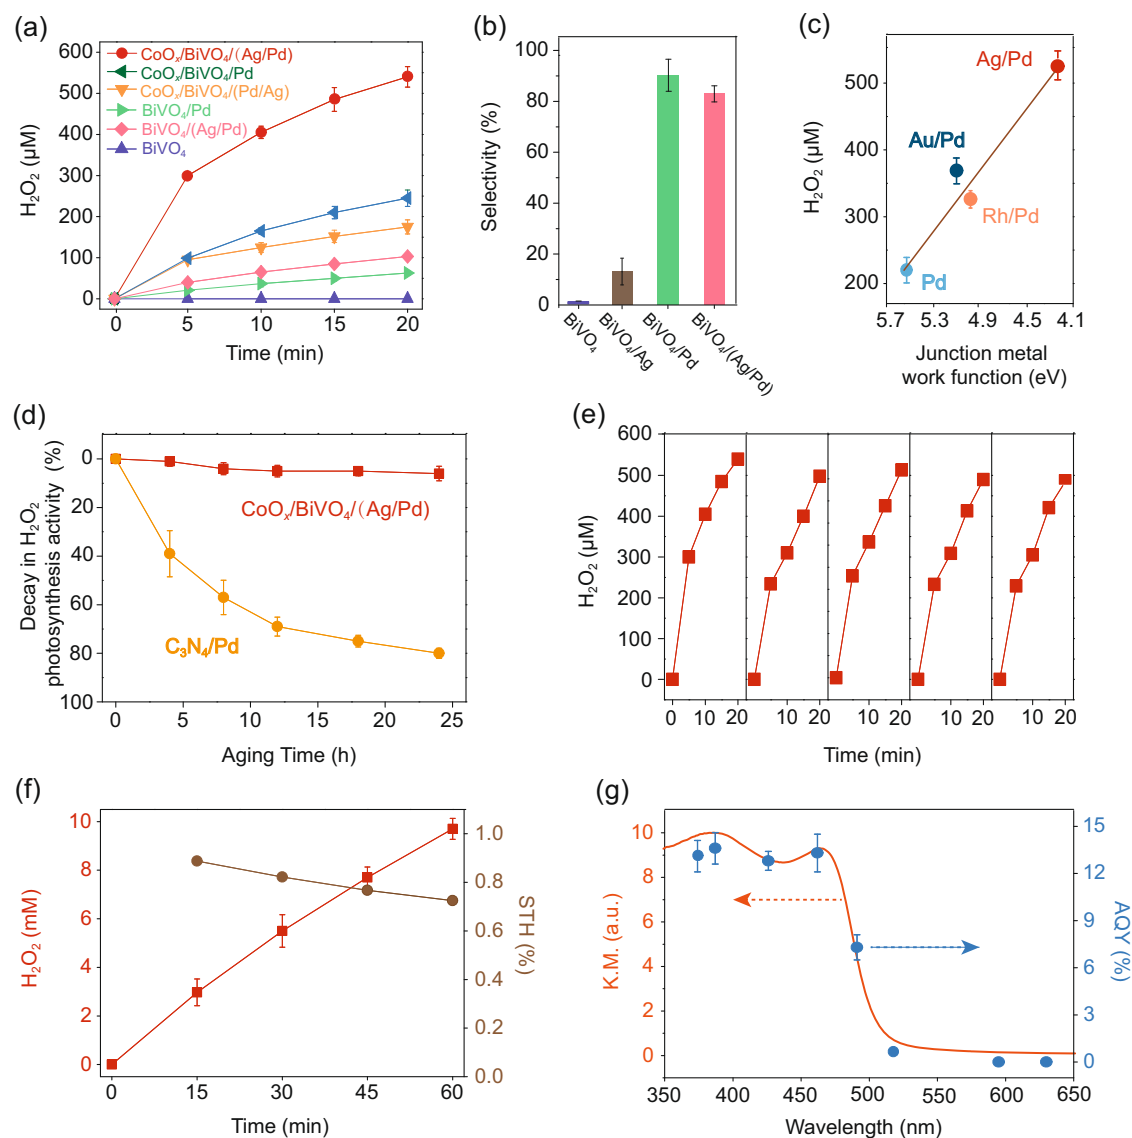 (a)
H₂O₂ (μM)
600
500
400
300
200
100
0
CoOₓ/BiVO₄/(Ag/Pd)
CoOₓ/BiVO₄/Pd
CoOₓ/BiVO₄/(Pd/Ag)
BiVO₄/Pd
BiVO₄/(Ag/Pd)
BiVO₄
0 5 10 15 20
Time (min)
(b)
Selectivity (%)
100
80
60
40
20
10
0
BiVO₄
BiVO₄/Ag
BiVO₄/Pd
BiVO₄/(Ag/Pd)
(c)
H₂O₂ (μM)
500
400
300
200
Ag/Pd
Au/Pd
Rh/Pd
Pd
5.7 5.3 4.9 4.5 4.1
Junction metal
work function (eV)
(d)
Decay in H₂O₂
photosynthesis activity (%)
0
20
40
60
80
100
CoOₓ/BiVO₄/(Ag/Pd)
C₃N₄/Pd
0 5 10 15 20 25
Aging Time (h)
(e)
H₂O₂ (μM)
600
500
400
300
200
100
0
0 10 20 10 20 10 20 10 20 10 20
Time (min)
(f)
H₂O₂ (mM)
10
8
6
4
2
0
1.0
0.8
0.6
0.4
0.2
0.0
STH (%)
0 15 30 45 60
Time (min)
(g)
K.M. (a.u.)
10
9
8
7
6
5
4
3
2
1
0
15
12
9
6
3
0
AQY (%)
350 400 450 500 550 600 650
Wavelength (nm)